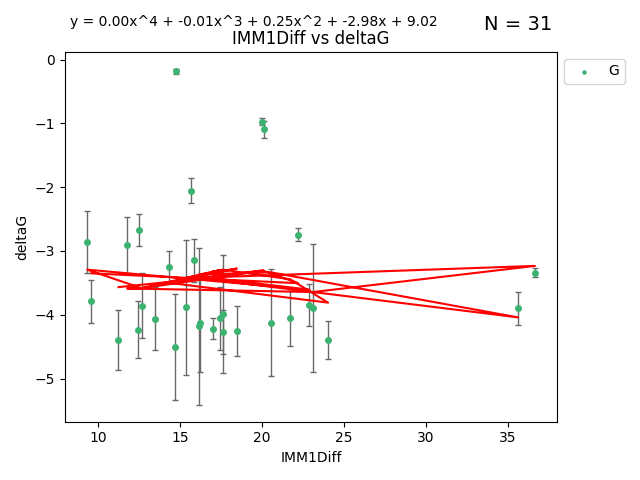 y = 0.00x^4 + -0.01x^3 + 0.25x^2 + -2.98x + 9.02
N = 31
IMM1Diff vs deltaG
G
0
−1
−2
−3
−4
−5
deltaG
10 15 20 25 30 35
IMM1Diff